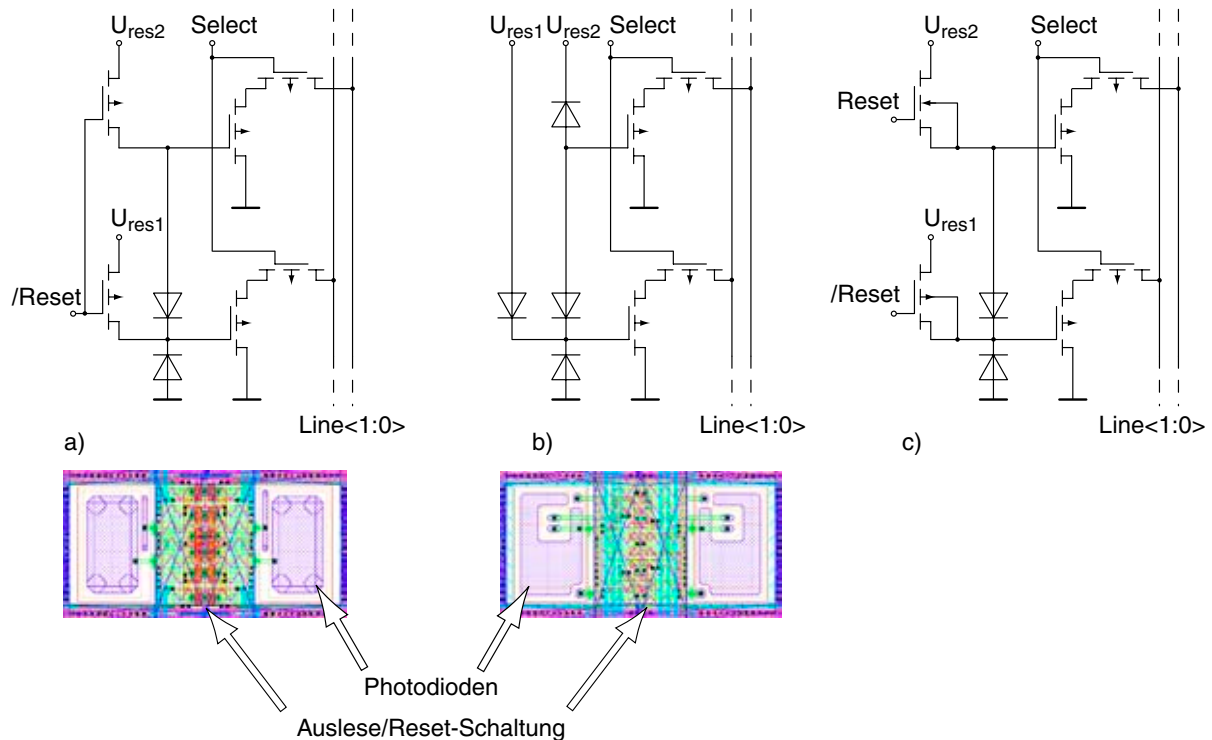 U_res2 Select
U_res1
/Reset
Line<1:0>
a)
U_res1 U_res2 Select
Line<1:0>
b)
U_res2 Select
Reset
U_res1
/Reset
Line<1:0>
c)
Photodioden
Auslese/Reset-Schaltung